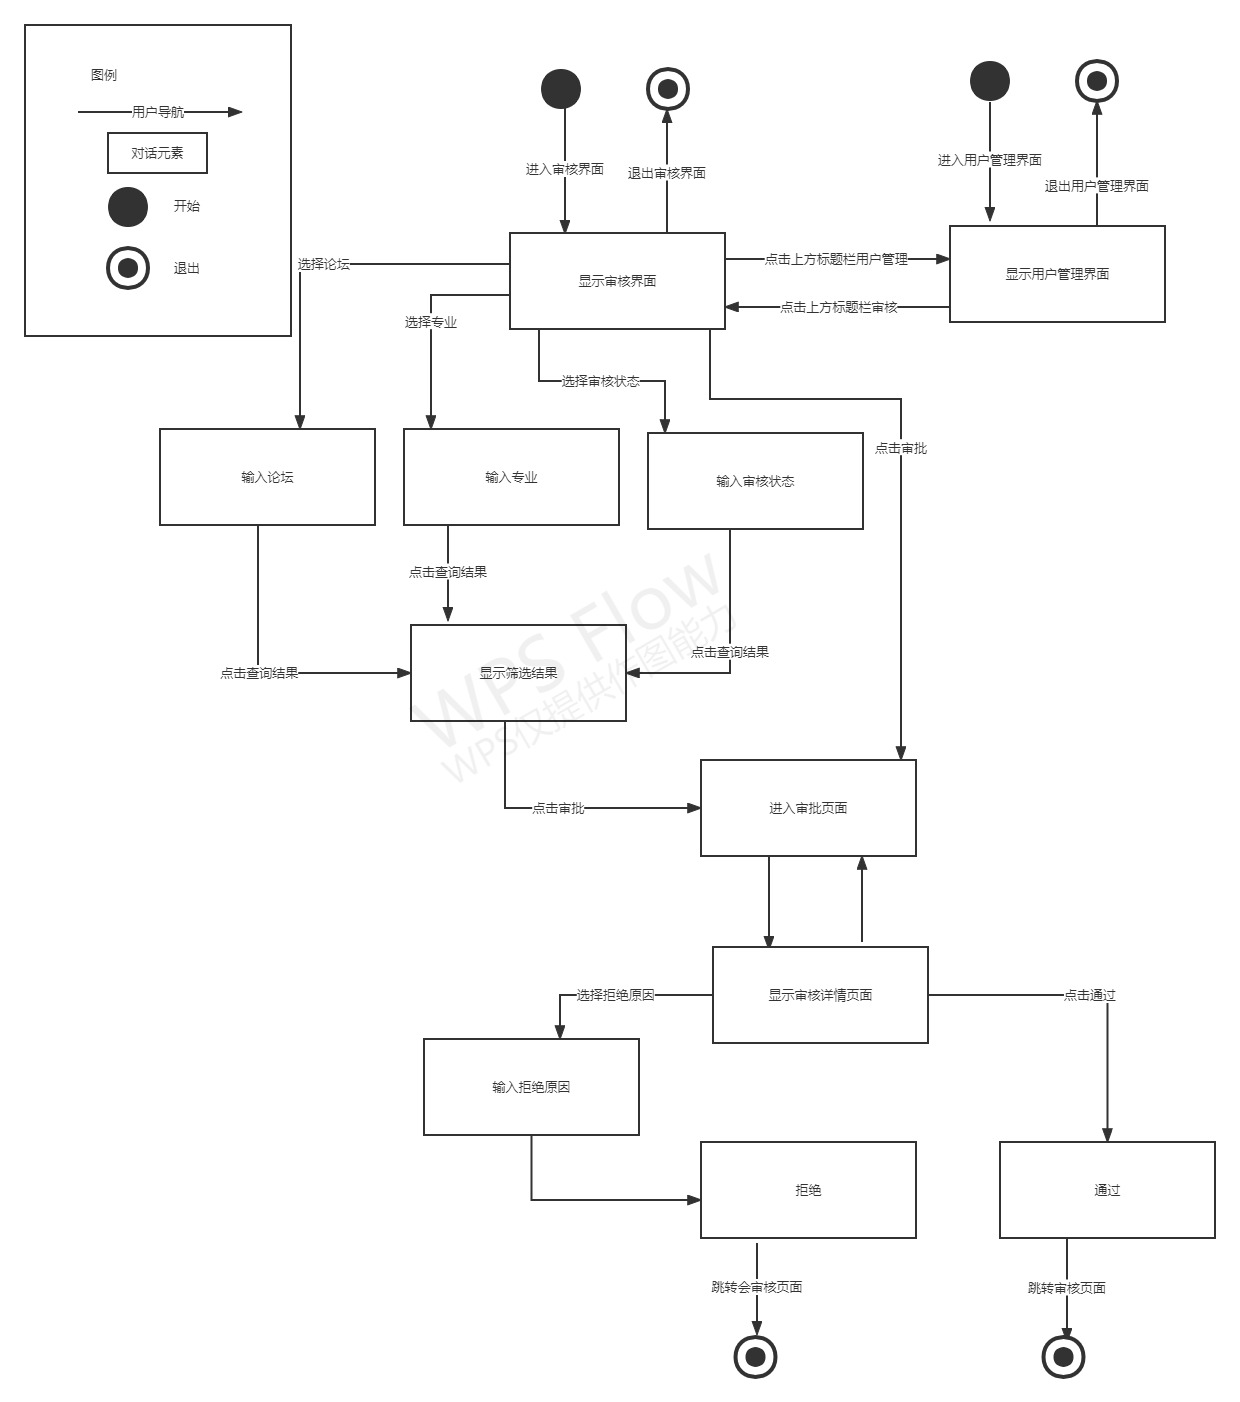 图例
用户导航
对话元素
开始
退出
进入审核界面
退出审核界面
进入用户管理界面
退出用户管理界面
选择论坛
显示审核界面
点击上方标题栏用户管理
显示用户管理界面
点击上方标题栏审核
选择专业
选择审核状态
点击审批
输入论坛
输入专业
输入审核状态
点击查询结果
点击查询结果
点击查询结果
显示筛选结果
WPS Flow
WPS仅提供作图能力
点击审批
进入审批页面
选择拒绝原因
显示审核详情页面
点击通过
输入拒绝原因
拒绝
通过
跳转会审核页面
跳转审核页面